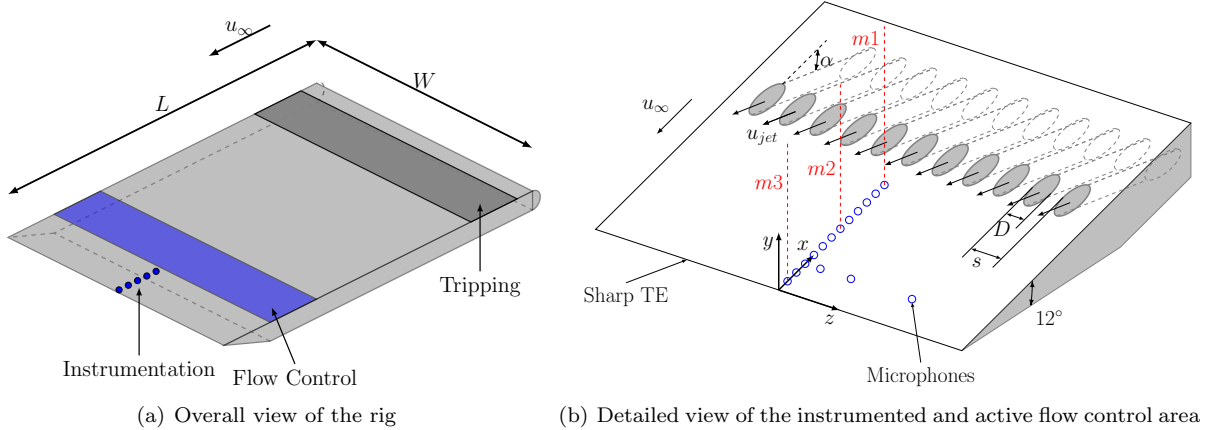 u∞
L
W
Tripping
Instrumentation
Flow Control
(a) Overall view of the rig
m1
α
u∞
u_jet
m2
m3
D
s
y
x
z
Sharp TE
12°
Microphones
(b) Detailed view of the instrumented and active flow control area